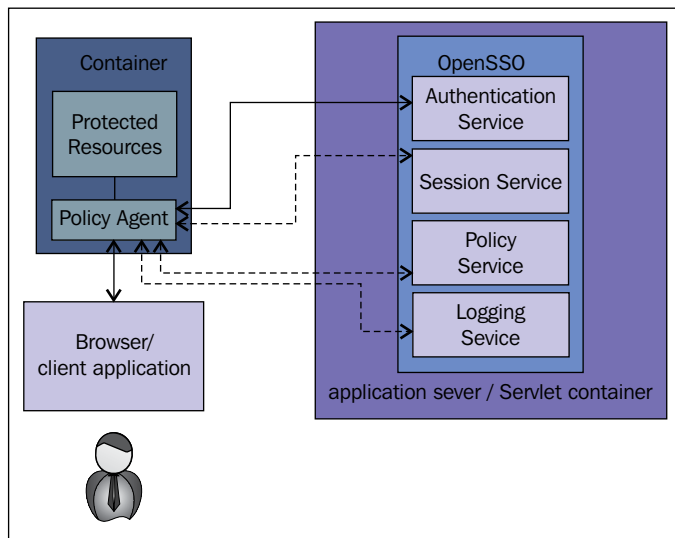 Container
Protected
Resources
Policy Agent
Browser/
client application
OpenSSO
Authentication
Service
Session Service
Policy
Service
Logging
Sevice
application sever / Servlet container